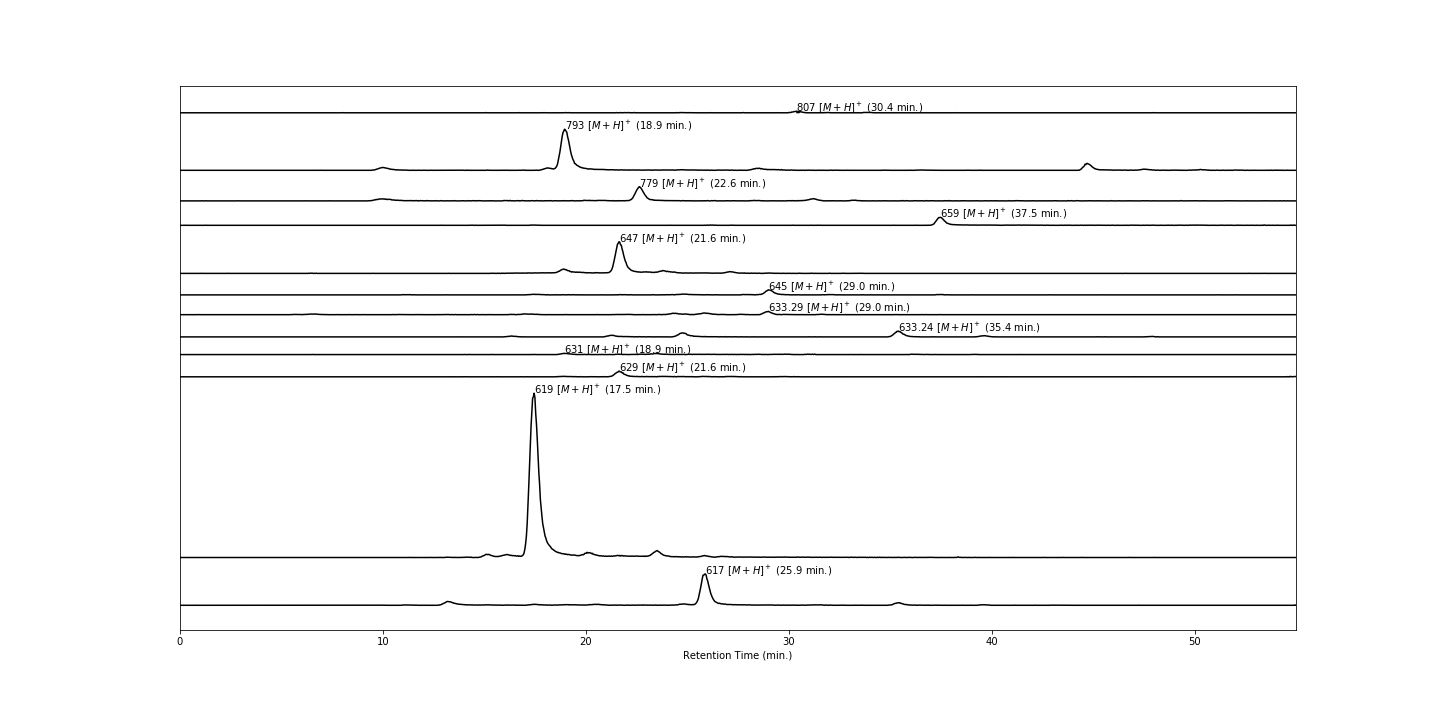 807 [M + H]⁺ (30.4 min.)
793 [M + H]⁺ (18.9 min.)
779 [M + H]⁺ (22.6 min.)
659 [M + H]⁺ (37.5 min.)
647 [M + H]⁺ (21.6 min.)
645 [M + H]⁺ (29.0 min.)
633.29 [M + H]⁺ (29.0 min.)
633.24 [M + H]⁺ (35.4 min.)
631 [M + H]⁺ (18.9 min.)
629 [M + H]⁺ (21.6 min.)
619 [M + H]⁺ (17.5 min.)
617 [M + H]⁺ (25.9 min.)
0 10 20 30 40 50
Retention Time (min.)